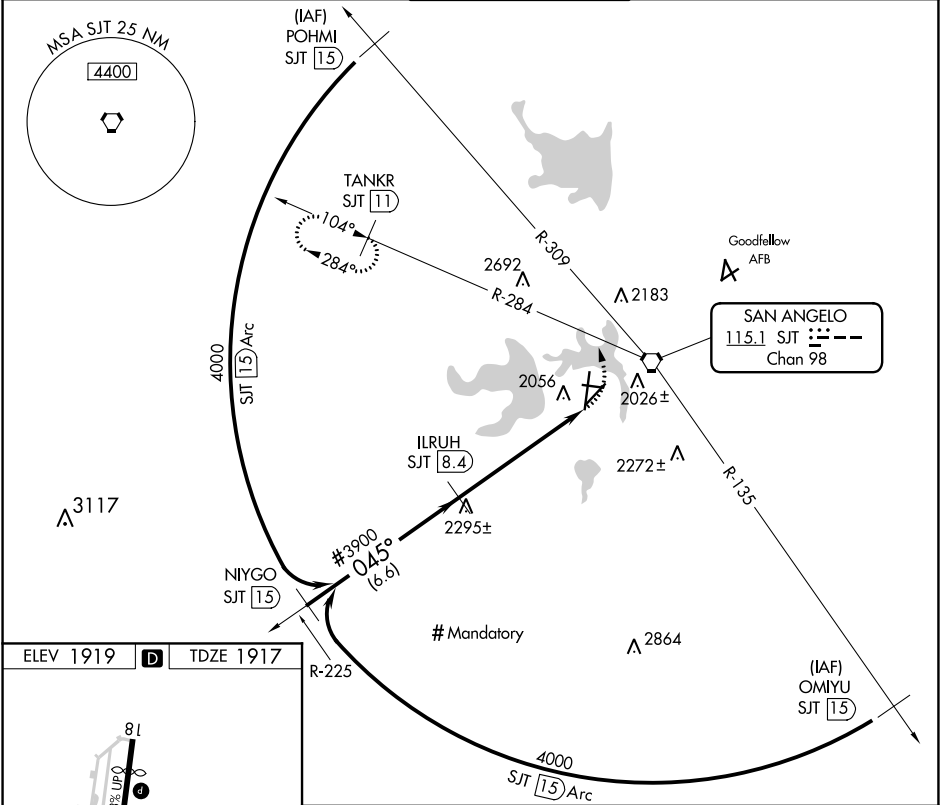 MSA SJT 25 NM
4400
(IAF)
POHMI
SJT 15
TANKR
SJT 11
104°
284°
R-309
2692
R-284
2183
Goodfellow
AFB
SAN ANGELO
115.1 SJT
Chan 98
4000
SJT 15 Arc
2056
2026±
ILRUH
SJT 8.4
2272±
R-135
2295±
3117
#3900
045°
(6.6)
NIYGO
SJT 15
# Mandatory
2864
R-225
(IAF)
OMIYU
SJT 15
4000
SJT 15 Arc
ELEV 1919 D TDZE 1917
18
% UP
P